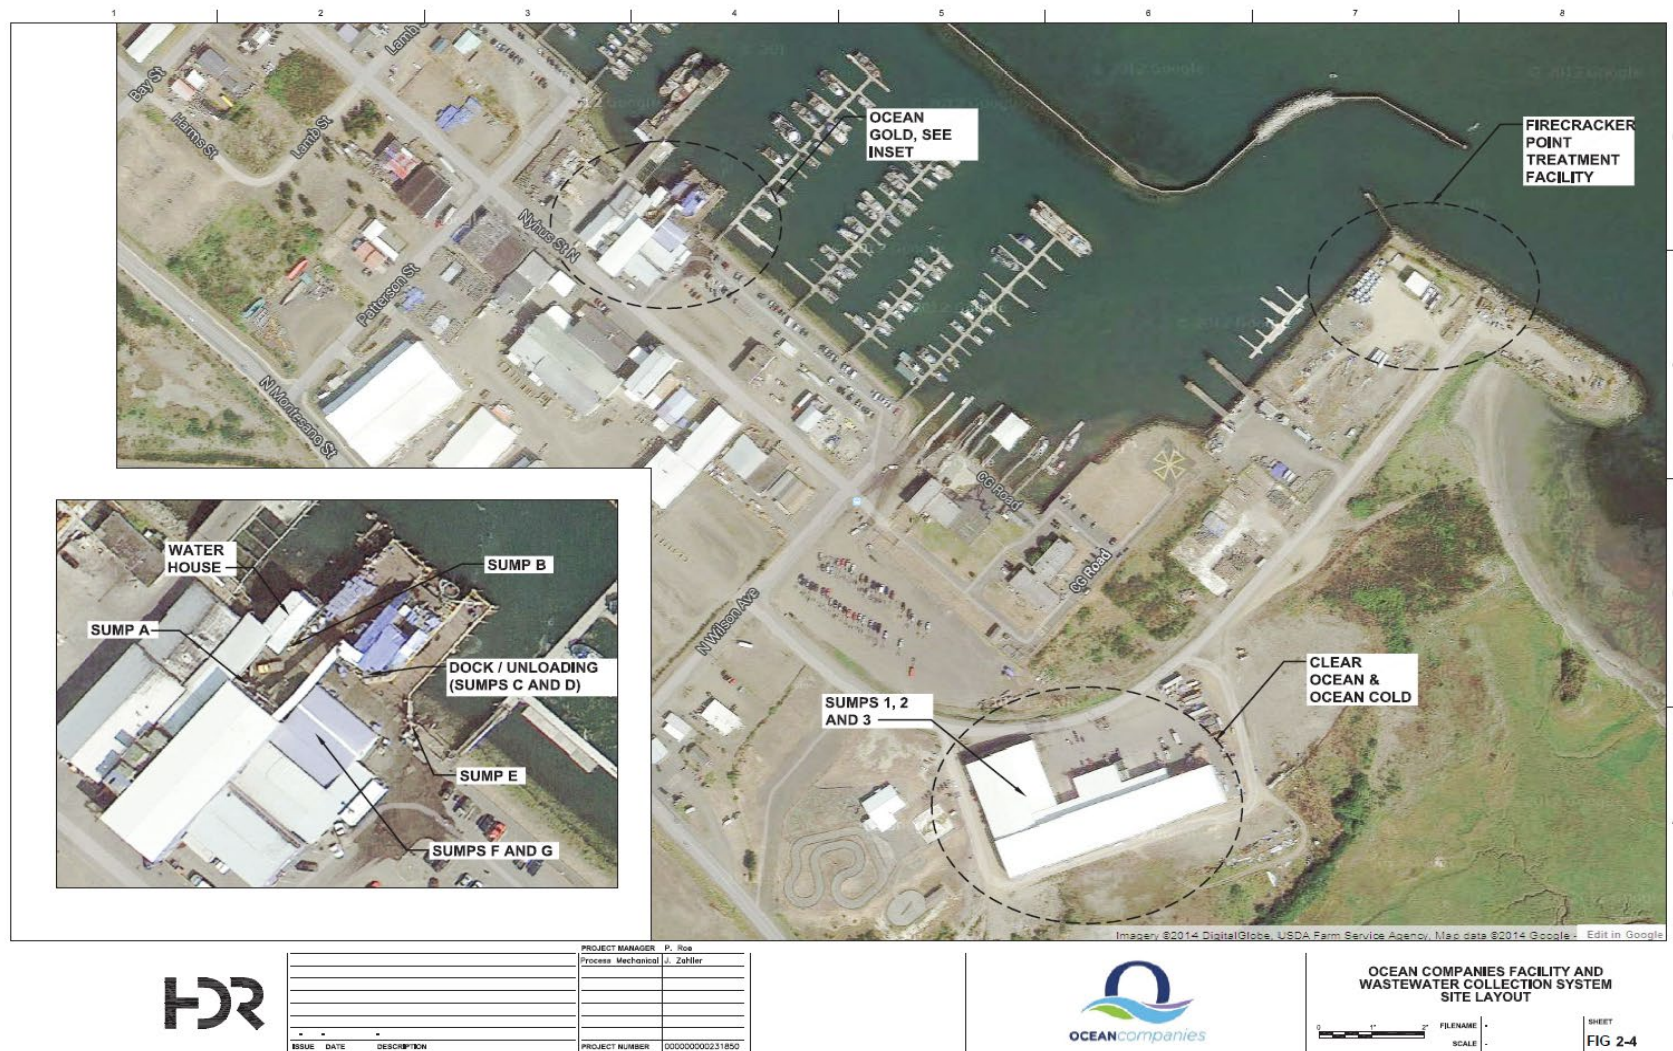 1 2 3 4 5 6 7 8
Bay St
Harms St
Lamb St
Nyhus St N
Patterson St
N Montesano St
OCEAN
GOLD, SEE
INSET
FIRECRACKER
POINT
TREATMENT
FACILITY
CG Road
CG Road
N Wilson Ave
CLEAR
OCEAN &
OCEAN COLD
SUMPS 1, 2
AND 3
WATER
HOUSE
SUMP B
SUMP A
DOCK / UNLOADING
(SUMPS C AND D)
SUMP E
SUMPS F AND G
Imagery ©2014 DigitalGlobe, USDA Farm Service Agency, Map data ©2014 Google - Edit in Google
HDR
ISSUE DATE DESCRIPTION
PROJECT MANAGER P. Roe
Process Mechanical J. Zahller
PROJECT NUMBER 000000000231850
OCEANcompanies
OCEAN COMPANIES FACILITY AND
WASTEWATER COLLECTION SYSTEM
SITE LAYOUT
0 1" 2"
FILENAME -
SCALE -
SHEET
FIG 2-4